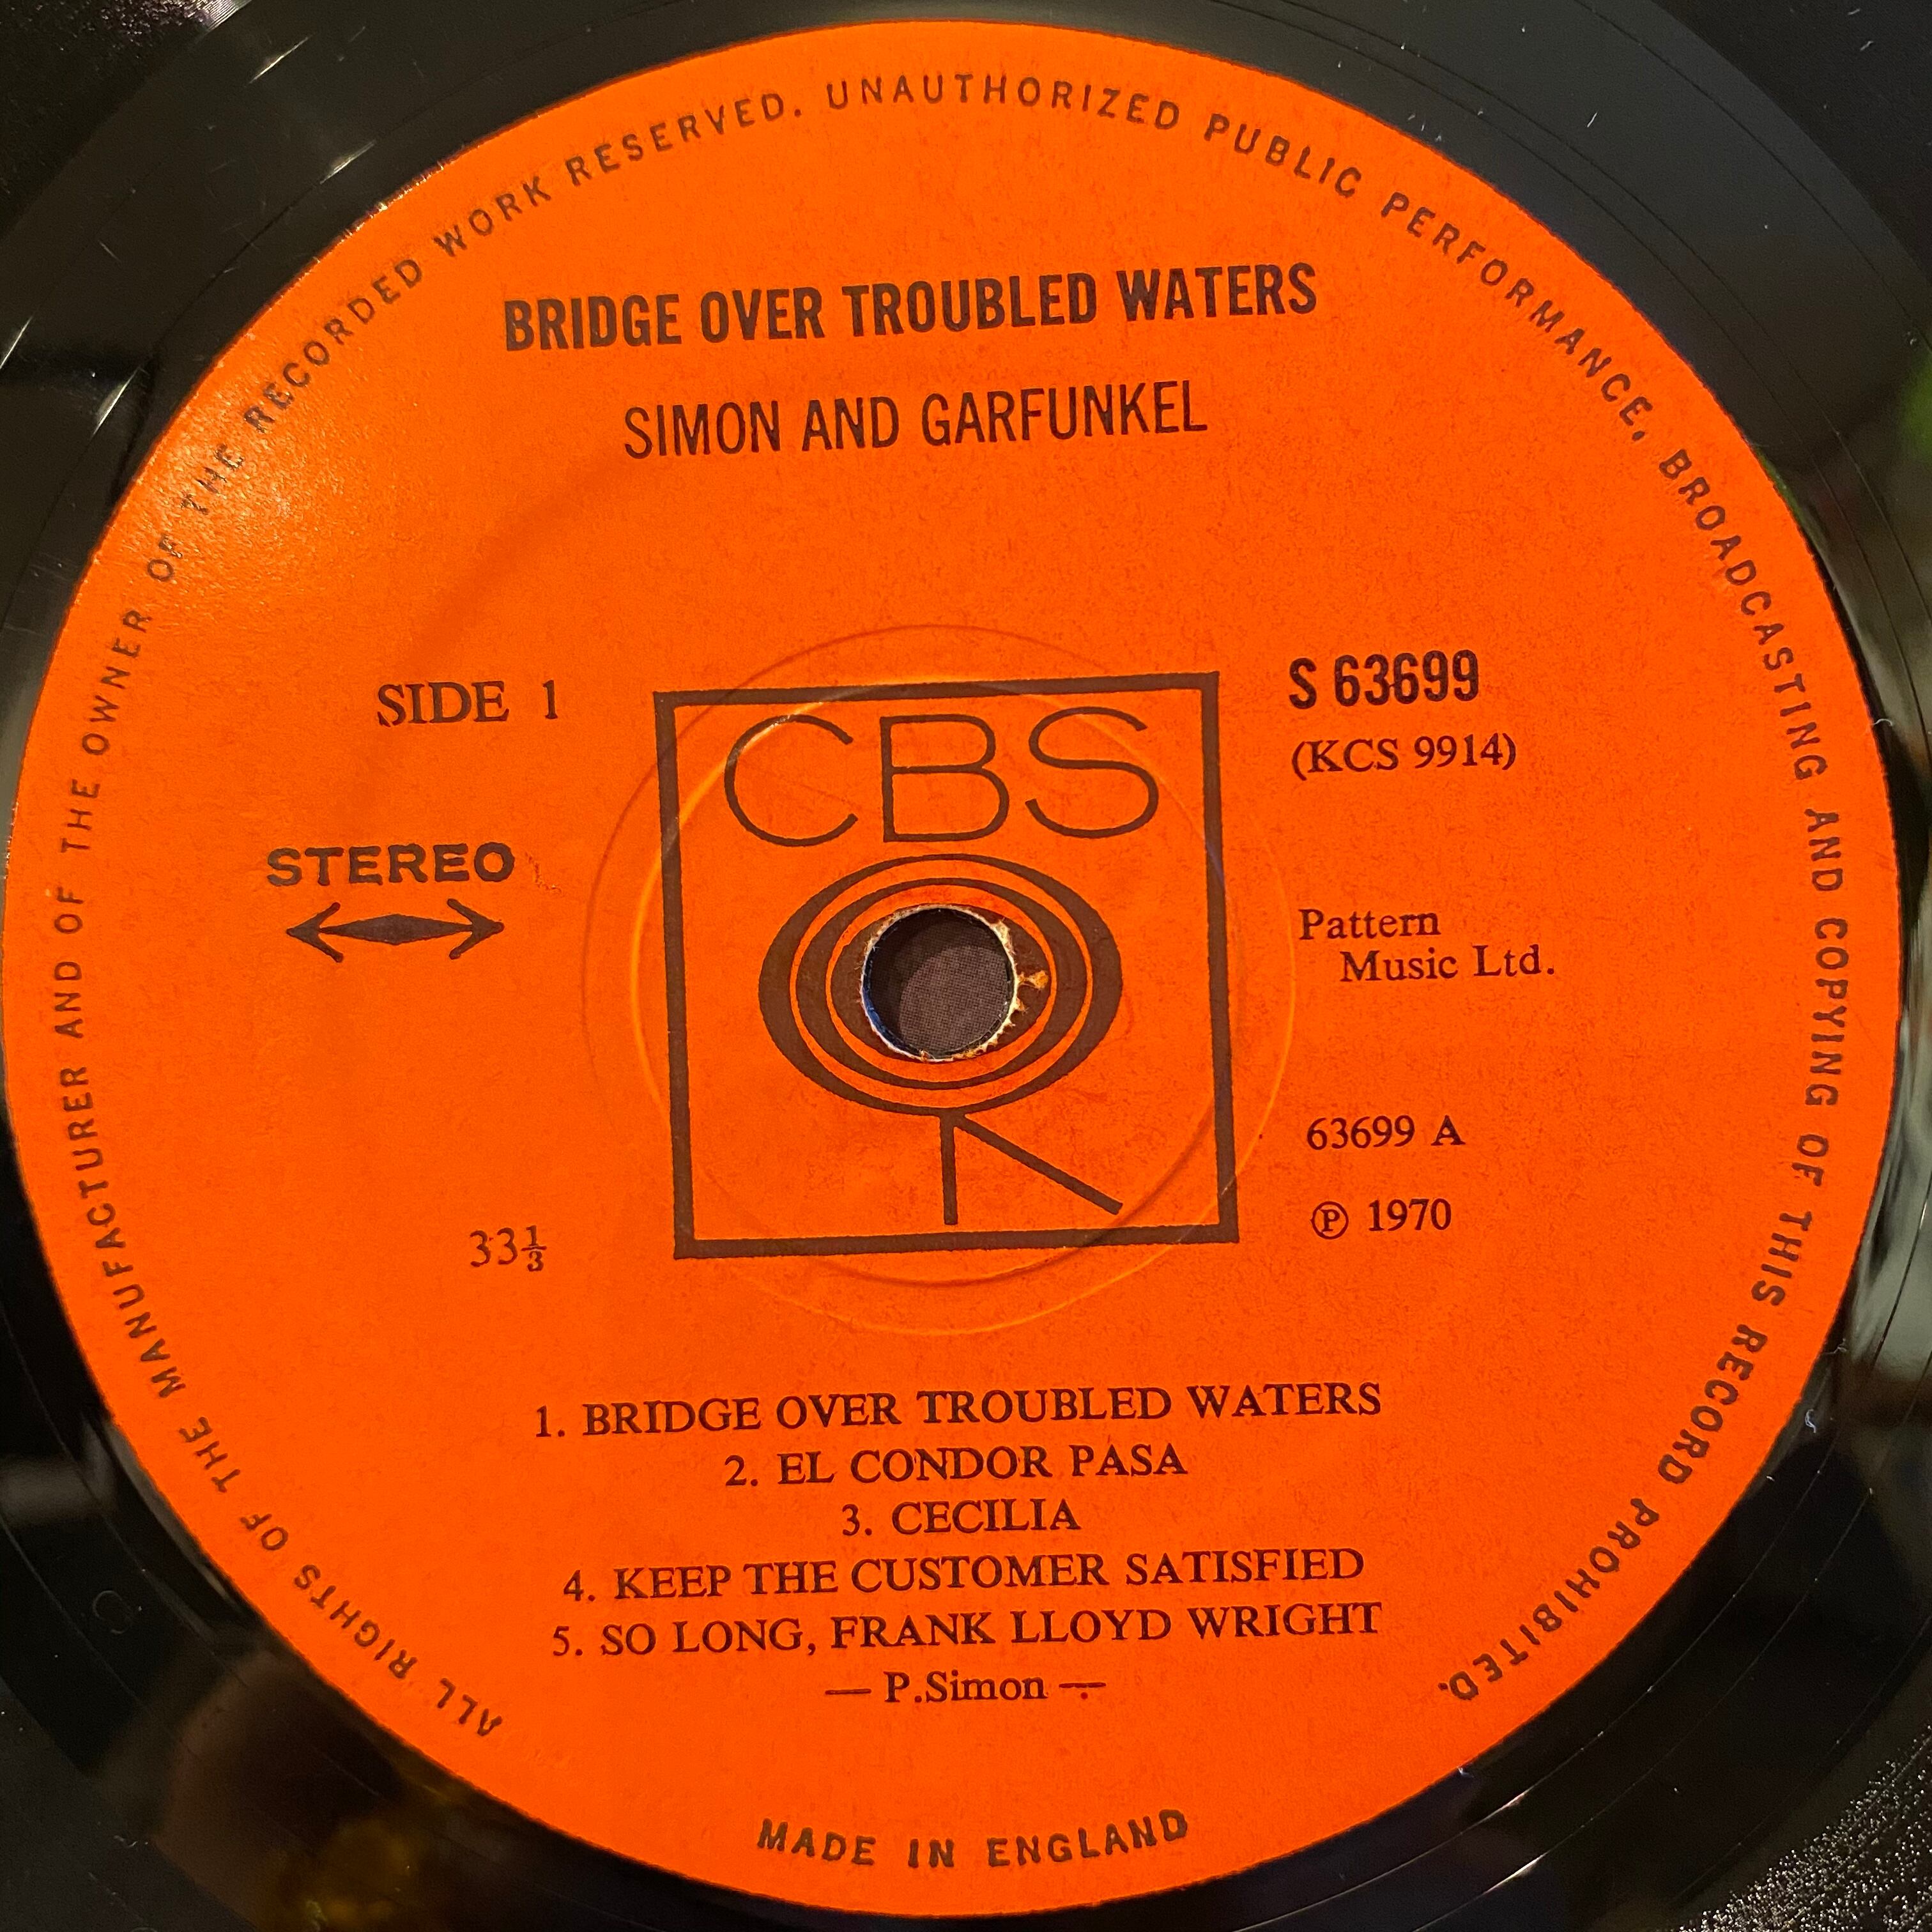 ALL RIGHTS OF THE MANUFACTURER AND OF THE OWNER OF THE RECORDED WORK RESERVED. UNAUTHORIZED PUBLIC PERFORMANCE, BROADCASTING AND COPYING OF THIS RECORD PROHIBITED.
BRIDGE OVER TROUBLED WATERS
SIMON AND GARFUNKEL
SIDE 1
STEREO
33⅓
CBS
S 63699
(KCS 9914)
Pattern
Music Ltd.
63699 A
Ⓟ 1970
1. BRIDGE OVER TROUBLED WATERS
2. EL CONDOR PASA
3. CECILIA
4. KEEP THE CUSTOMER SATISFIED
5. SO LONG, FRANK LLOYD WRIGHT
— P.Simon —
MADE IN ENGLAND